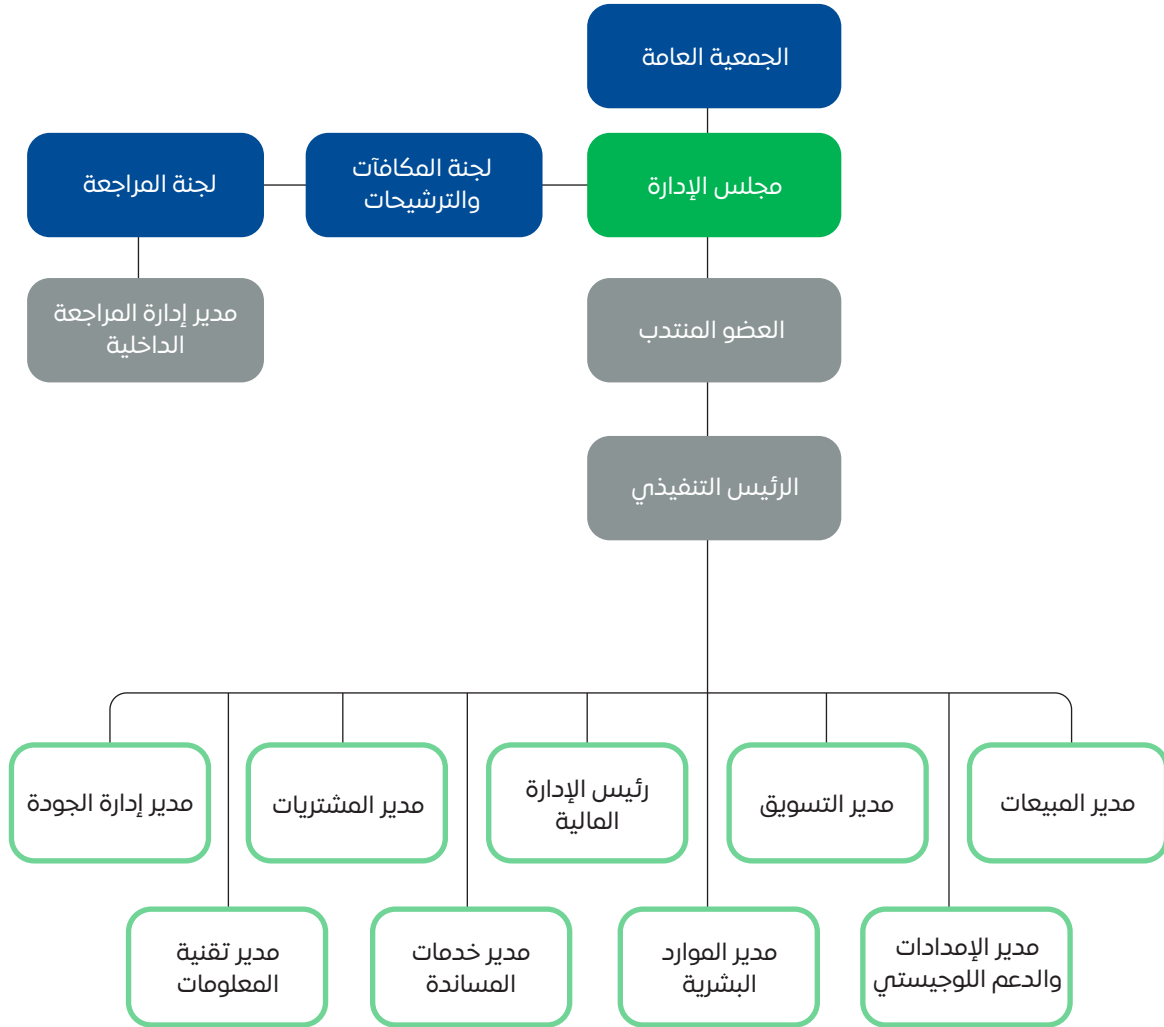 الجمعية العامة
مجلس الإدارة
لجنة المكافآت
والترشيحات
لجنة المراجعة
العضو المنتدب
مدير إدارة المراجعة
الداخلية
الرئيس التنفيذي
مدير المبيعات
مدير التسويق
رئيس الإدارة
المالية
مدير المشتريات
مدير إدارة الجودة
مدير الإمدادات
والدعم اللوجيستي
مدير الموارد
البشرية
مدير خدمات
المساندة
مدير تقنية
المعلومات